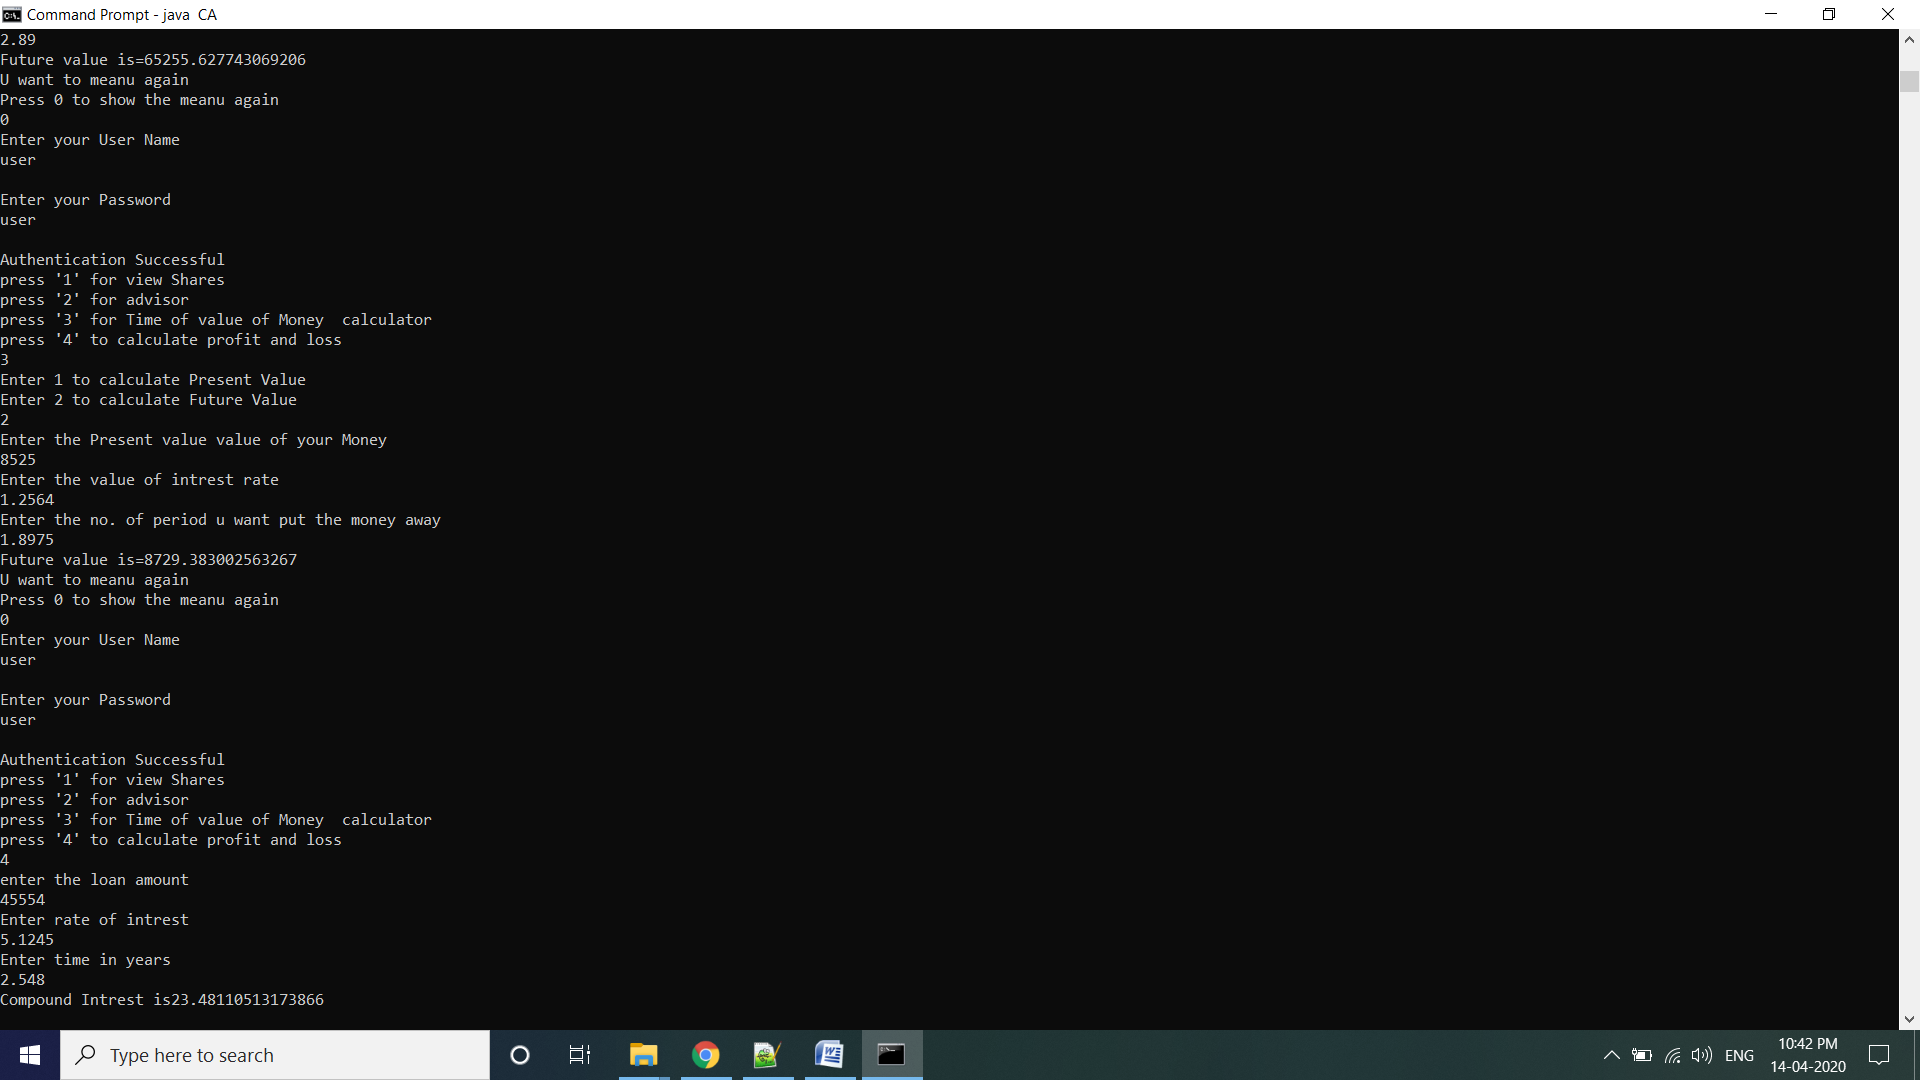 Command Prompt - java  CA
2.89
Future value is=65255.627743069206
U want to meanu again
Press 0 to show the meanu again
0
Enter your User Name
user

Enter your Password
user

Authentication Successful
press '1' for view Shares
press '2' for advisor
press '3' for Time of value of Money  calculator
press '4' to calculate profit and loss
3
Enter 1 to calculate Present Value
Enter 2 to calculate Future Value
2
Enter the Present value value of your Money
8525
Enter the value of intrest rate
1.2564
Enter the no. of period u want put the money away
1.8975
Future value is=8729.383002563267
U want to meanu again
Press 0 to show the meanu again
0
Enter your User Name
user

Enter your Password
user

Authentication Successful
press '1' for view Shares
press '2' for advisor
press '3' for Time of value of Money  calculator
press '4' to calculate profit and loss
4
enter the loan amount
45554
Enter rate of intrest
5.1245
Enter time in years
2.548
Compound Intrest is23.48110513173866
Type here to search
ENG
10:42 PM
14-04-2020